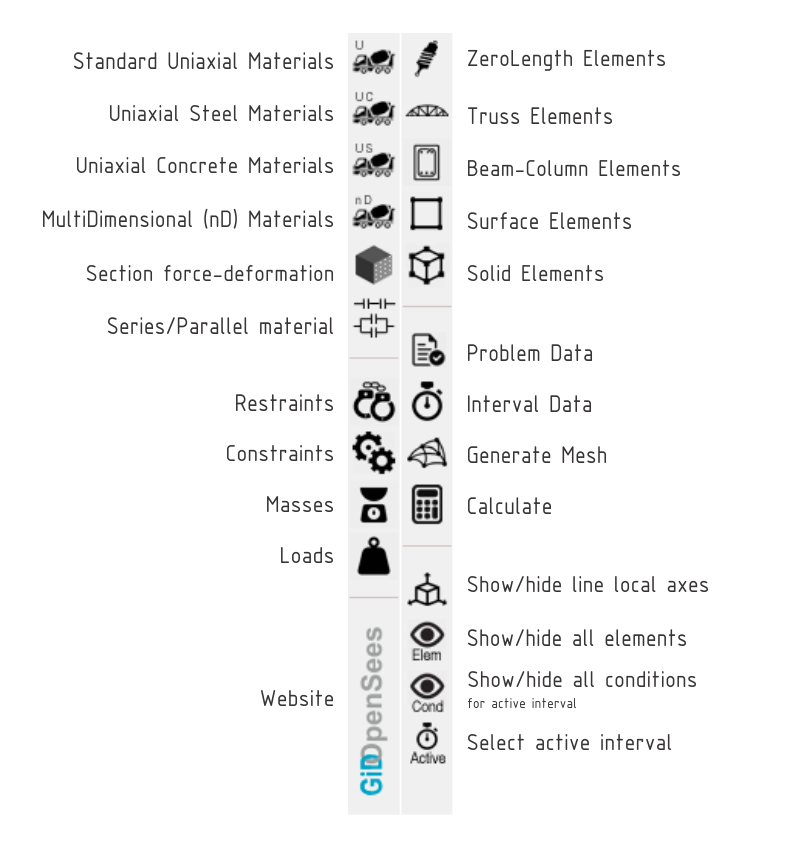 Standard Uniaxial Materials
U
ZeroLength Elements
Uniaxial Steel Materials
UC
Truss Elements
Uniaxial Concrete Materials
US
Beam-Column Elements
MultiDimensional (nD) Materials
nD
Surface Elements
Section force-deformation
Solid Elements
Series/Parallel material
Problem Data
Restraints
Interval Data
Constraints
Generate Mesh
Masses
Calculate
Loads
Show/hide line local axes
Elem
Show/hide all elements
Cond
Show/hide all conditions
for active interval
Website
GiDOpenSees
Active
Select active interval